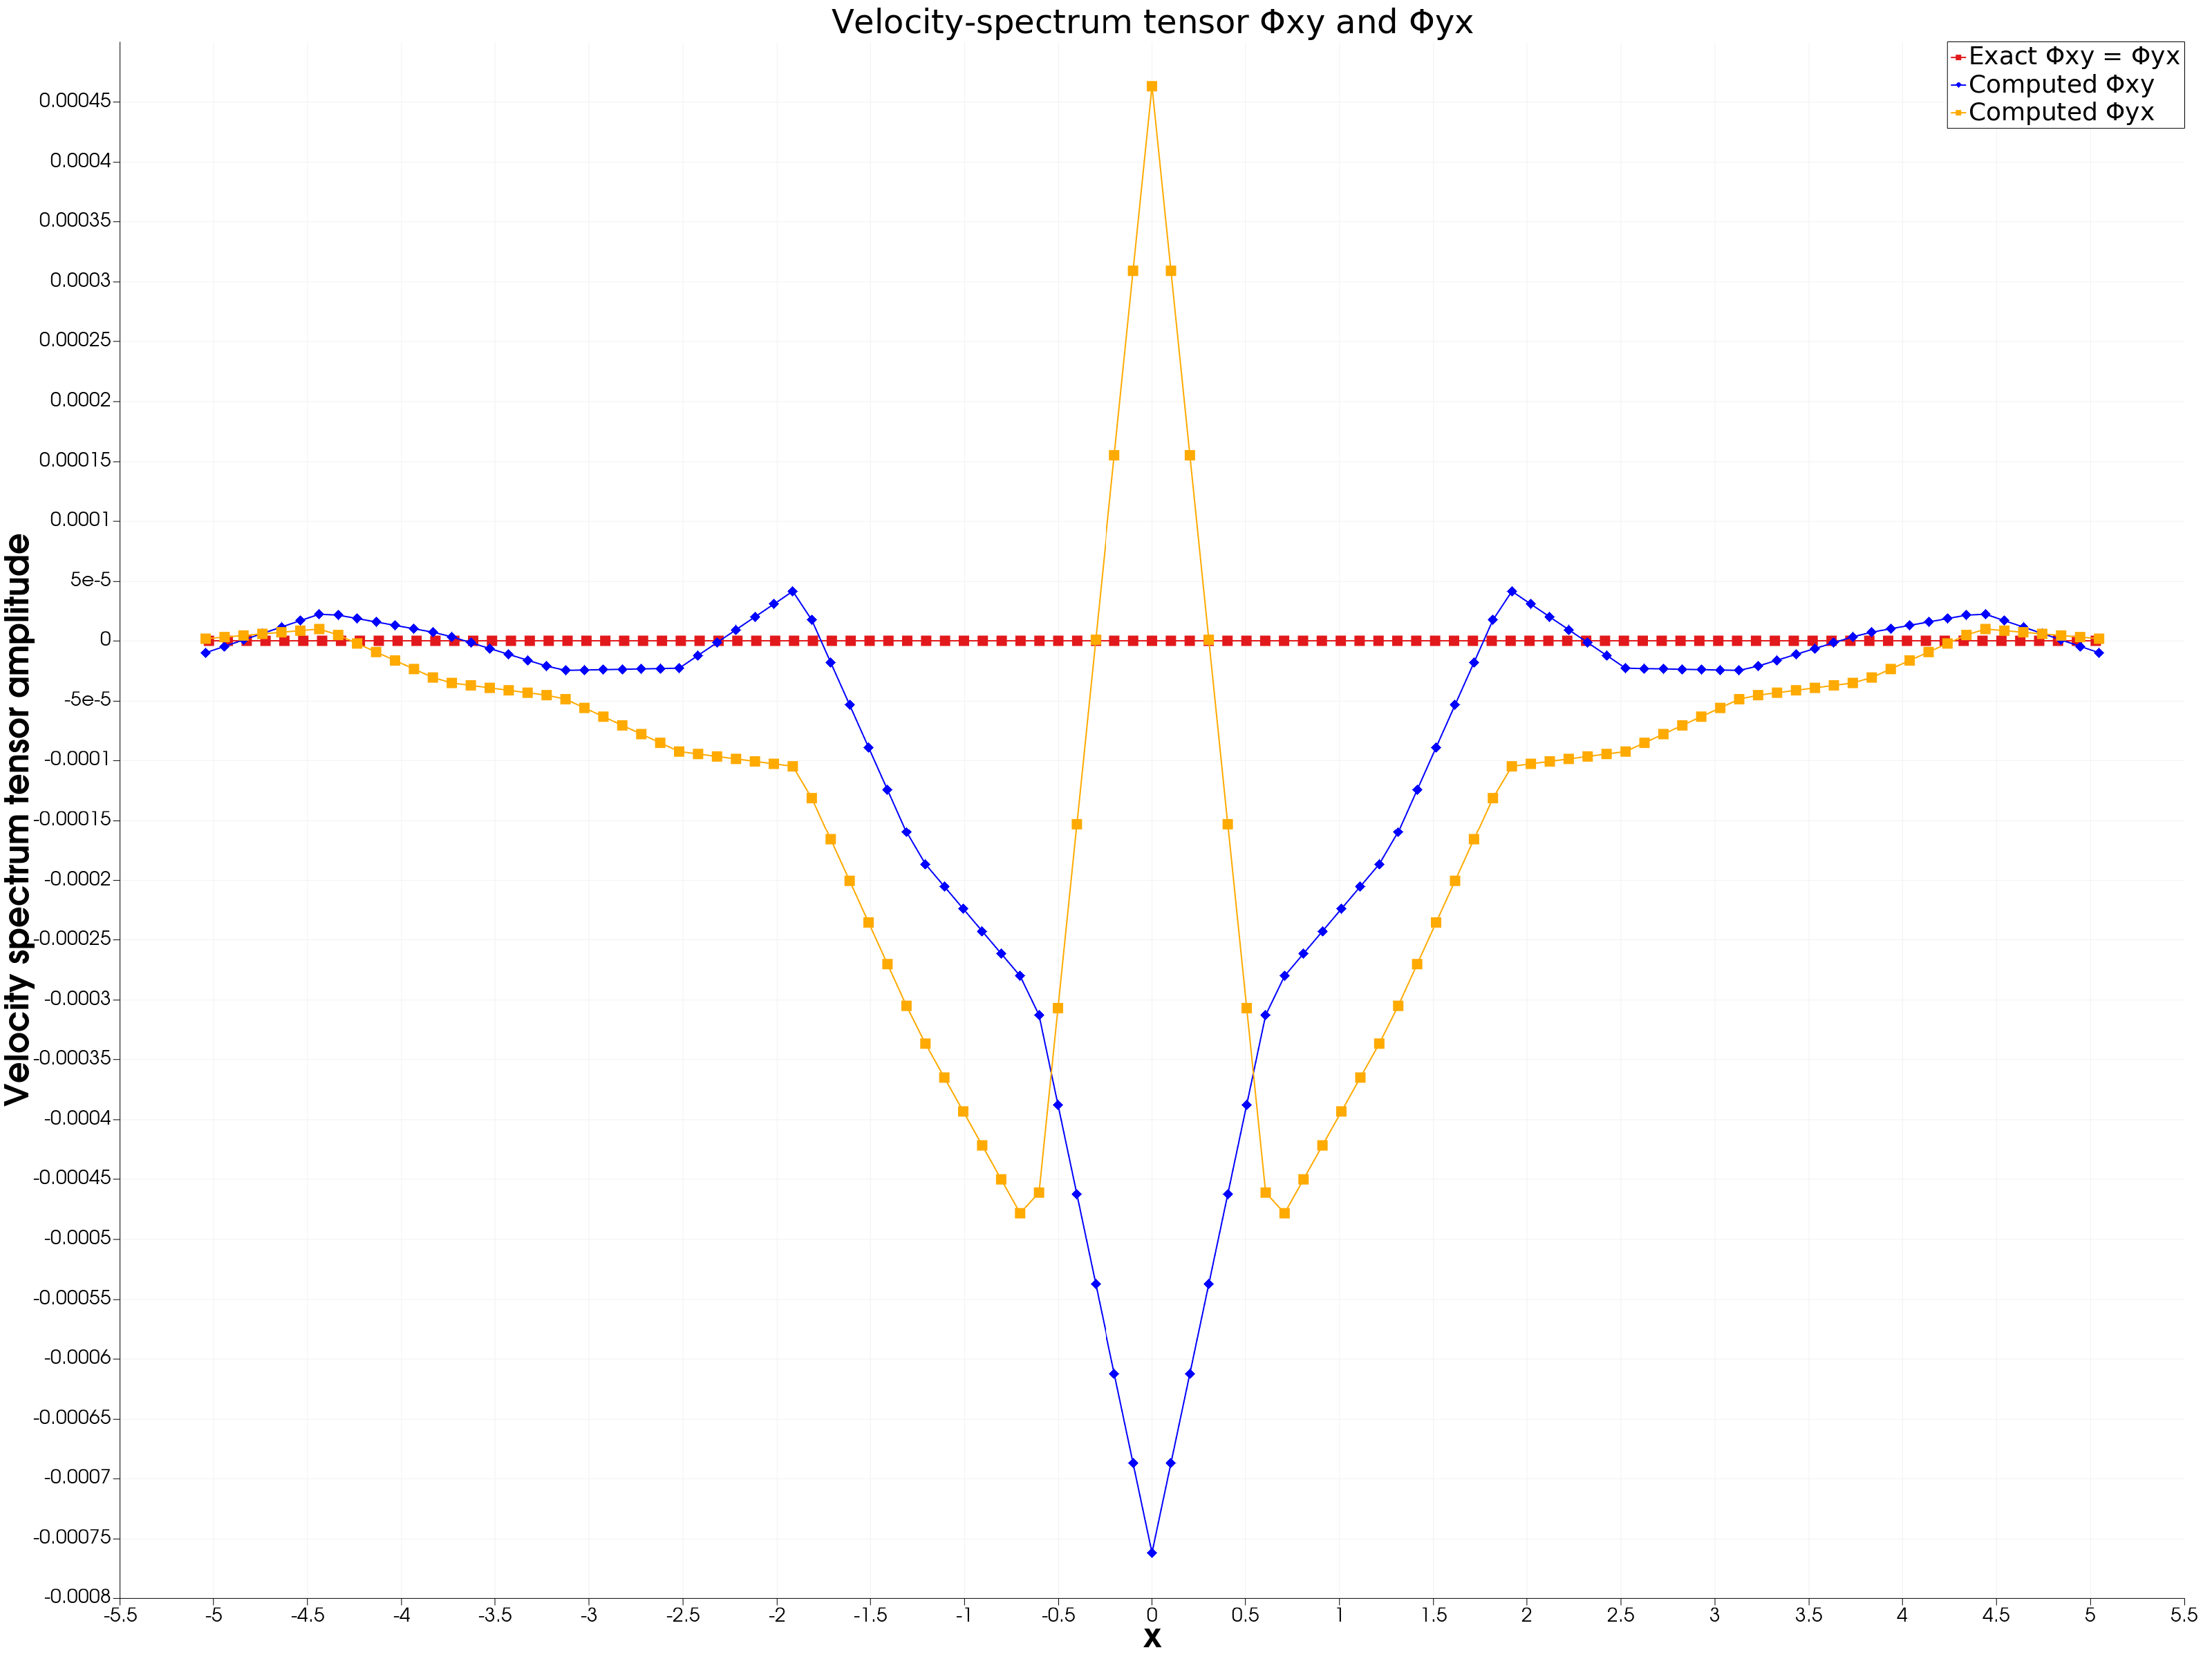 Velocity-spectrum tensor Φxy and Φyx
Exact Φxy = Φyx
Computed Φxy
Computed Φyx
Velocity spectrum tensor amplitude
0.00045
0.0004
0.00035
0.0003
0.00025
0.0002
0.00015
0.0001
5e-5
0
-5e-5
-0.0001
-0.00015
-0.0002
-0.00025
-0.0003
-0.00035
-0.0004
-0.00045
-0.0005
-0.00055
-0.0006
-0.00065
-0.0007
-0.00075
-0.0008
-5.5 -5 -4.5 -4 -3.5 -3 -2.5 -2 -1.5 -1 -0.5 0 0.5 1 1.5 2 2.5 3 3.5 4 4.5 5 5.5
x